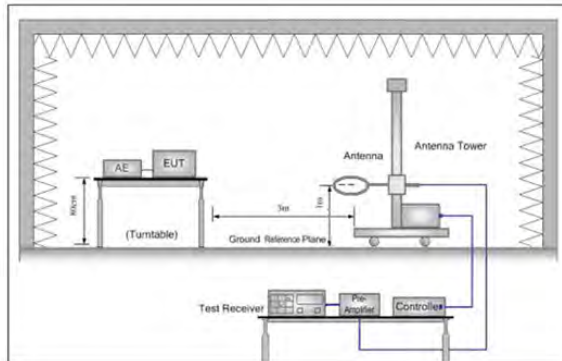 Antenna Tower
Antenna
AE
EUT
80cm
(Turntable)
3m
1m
Ground Reference Plane
Test Receiver
Pre-
Amplifier
Controller